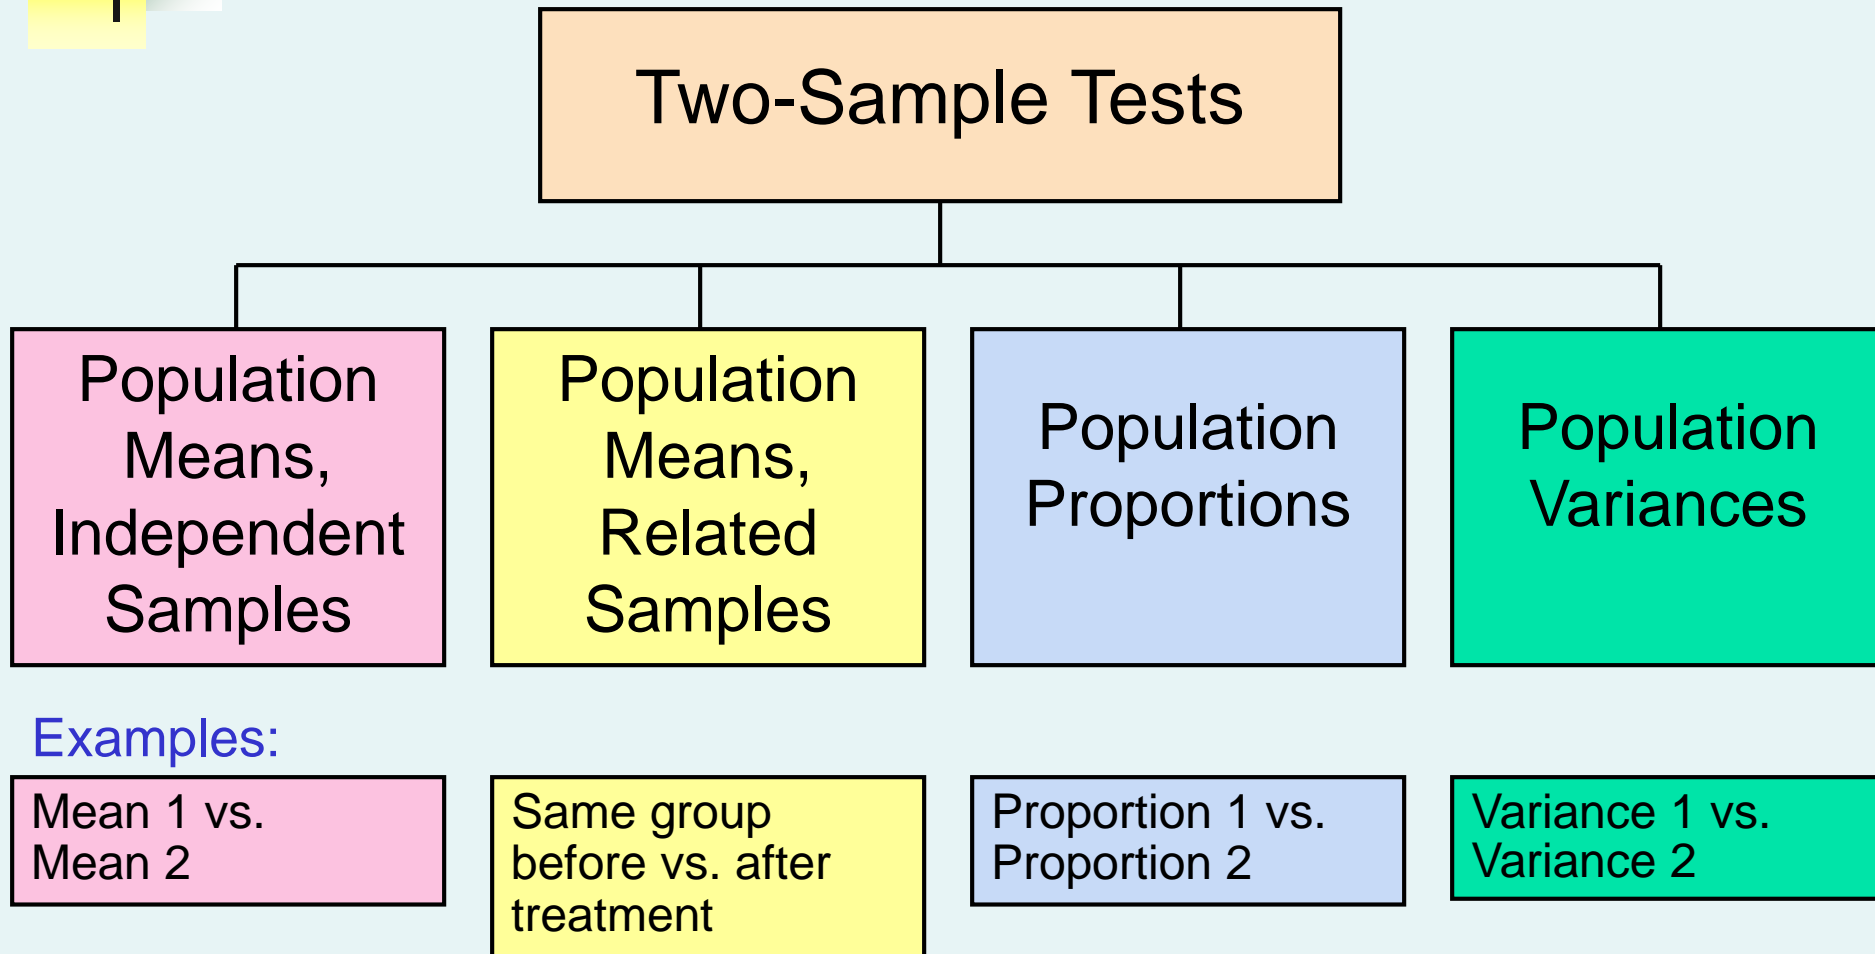 Two-Sample Tests
Population
Means,
Independent
Samples
Population
Means,
Related
Samples
Population
Proportions
Population
Variances
Examples:
Mean 1 vs.
Mean 2
Same group
before vs. after
treatment
Proportion 1 vs.
Proportion 2
Variance 1 vs.
Variance 2